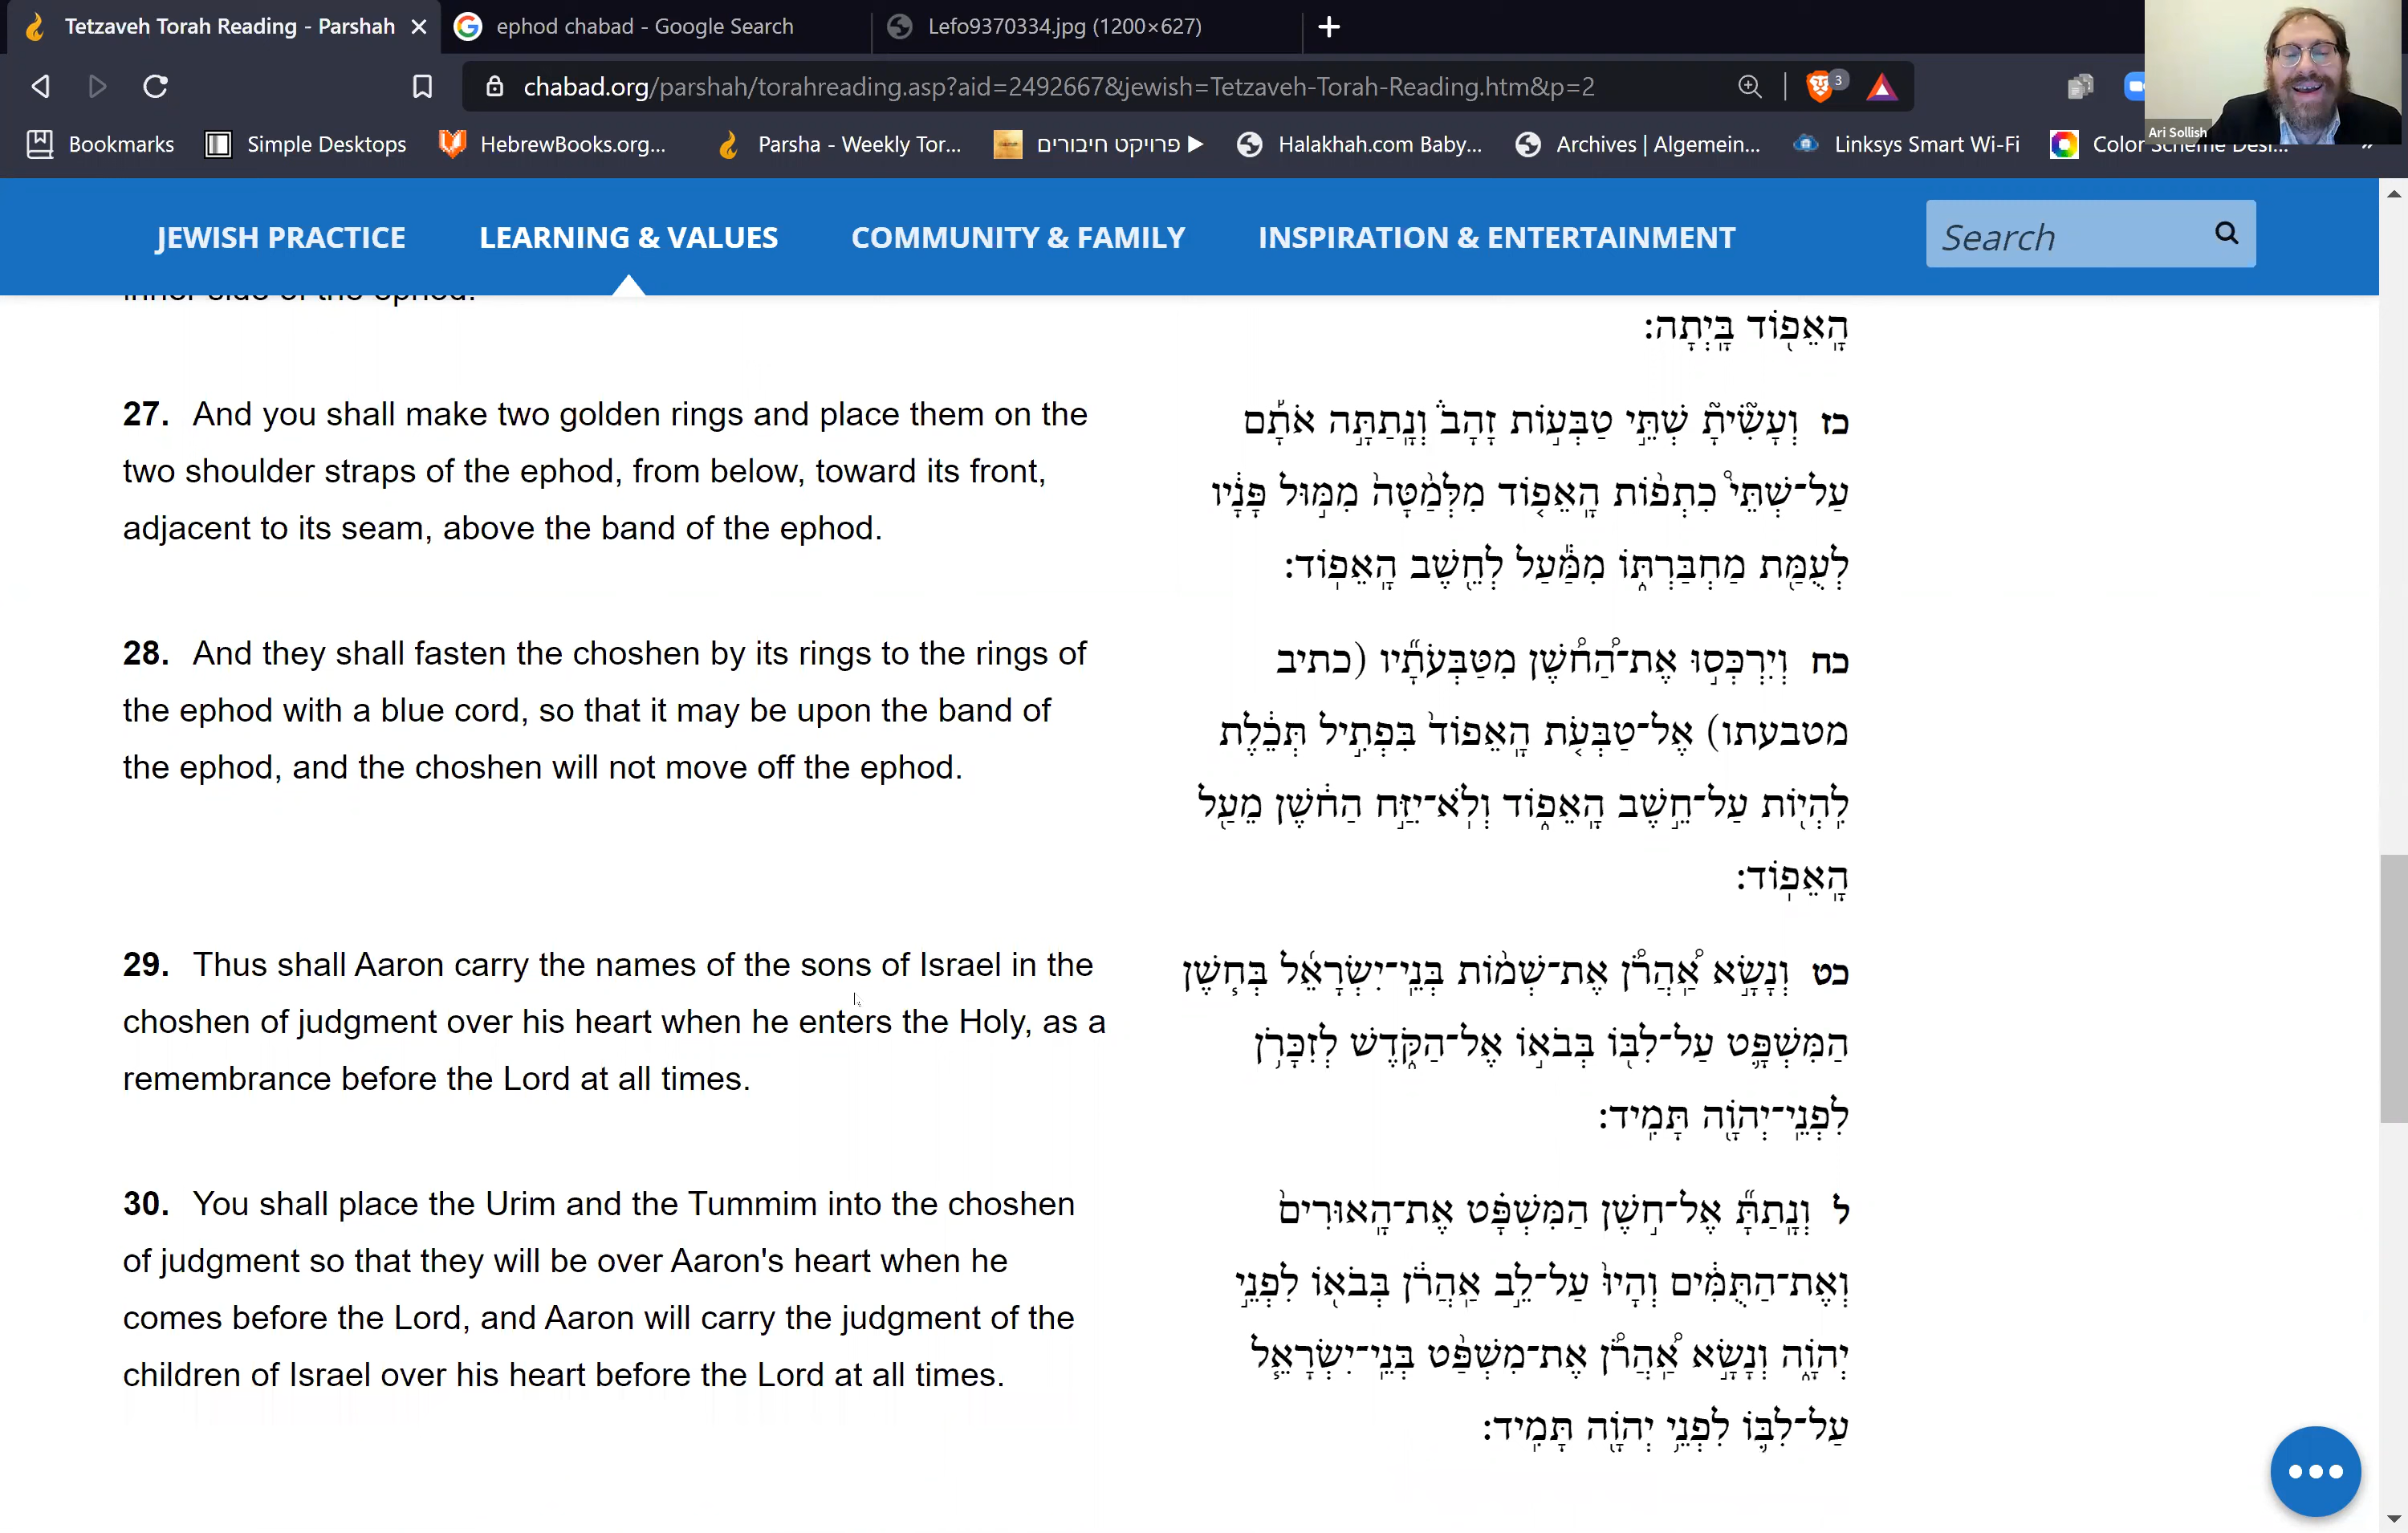 Tetzaveh Torah Reading - Parshah
ephod chabad - Google Search
Lefo9370334.jpg (1200×627)
chabad.org/parshah/torahreading.asp?aid=2492667&jewish=Tetzaveh-Torah-Reading.htm&p=2
3
Ari Sollish
Bookmarks
Simple Desktops
HebrewBooks.org...
Parsha - Weekly Tor...
פרויקט חיבורים
Halakhah.com Baby...
Archives | Algemein...
Linksys Smart Wi-Fi
Color Scheme Desi...
JEWISH PRACTICE
LEARNING & VALUES
COMMUNITY & FAMILY
INSPIRATION & ENTERTAINMENT
Search
inner side of the ephod.
הָֽאֵפ֖וֹד בָּֽיְתָה:
27. And you shall make two golden rings and place them on the
two shoulder straps of the ephod, from below, toward its front,
adjacent to its seam, above the band of the ephod.
כז וְעָשִׂ֘יתָ֘ שְׁתֵּ֣י טַבְּע֣וֹת זָהָב֒ וְנָֽתַתָּ֣ה אֹתָ֡ם
עַל־שְׁתֵּי֩ כִתְפ֨וֹת הָֽאֵפ֤וֹד מִלְּמַ֨טָּה֙ מִמּ֣וּל פָּנָ֔יו
לְעֻמַּ֖ת מַחְבַּרְתּ֑וֹ מִמַּ֕עַל לְחֵ֖שֶׁב הָֽאֵפֽוֹד:
28. And they shall fasten the choshen by its rings to the rings of
the ephod with a blue cord, so that it may be upon the band of
the ephod, and the choshen will not move off the ephod.
כח וְיִרְכְּס֣וּ אֶת־הַ֠ח֠שֶׁן מִטַּבְּעֹתָ֞יו (כתיב
מטבעתו) אֶל־טַבְּעֹ֤ת הָֽאֵפוֹד֙ בִּפְתִ֣יל תְּכֵ֔לֶת
לִֽהְי֖וֹת עַל־חֵ֣שֶׁב הָֽאֵפ֑וֹד וְלֹֽא־יִזַּ֣ח הַחֹ֔שֶׁן מֵעַ֖ל
הָֽאֵפֽוֹד:
29. Thus shall Aaron carry the names of the sons of Israel in the
choshen of judgment over his heart when he enters the Holy, as a
remembrance before the Lord at all times.
כט וְנָשָׂ֣א אַ֠הֲרֹ֠ן אֶת־שְׁמ֨וֹת בְּנֵֽי־יִשְׂרָאֵ֜ל בְּחֹ֧שֶׁן
הַמִּשְׁפָּ֛ט עַל־לִבּ֖וֹ בְּבֹא֣וֹ אֶל־הַקֹּ֑דֶשׁ לְזִכָּרֹ֥ן
לִפְנֵֽי־יְהֹוָ֖ה תָּמִֽיד:
30. You shall place the Urim and the Tummim into the choshen
of judgment so that they will be over Aaron's heart when he
comes before the Lord, and Aaron will carry the judgment of the
children of Israel over his heart before the Lord at all times.
ל וְנָֽתַתָּ֞ אֶל־חֹ֣שֶׁן הַמִּשְׁפָּ֗ט אֶת־הָֽאוּרִים֙
וְאֶת־הַתֻּמִּ֔ים וְהָיוּ֙ עַל־לֵ֣ב אַֽהֲרֹ֔ן בְּבֹא֖וֹ לִפְנֵ֣י
יְהֹוָ֑ה וְנָשָׂ֣א אַ֠הֲרֹ֠ן אֶת־מִשְׁפַּ֨ט בְּנֵֽי־יִשְׂרָאֵ֧ל
עַל־לִבּ֛וֹ לִפְנֵ֥י יְהֹוָ֖ה תָּמִֽיד: